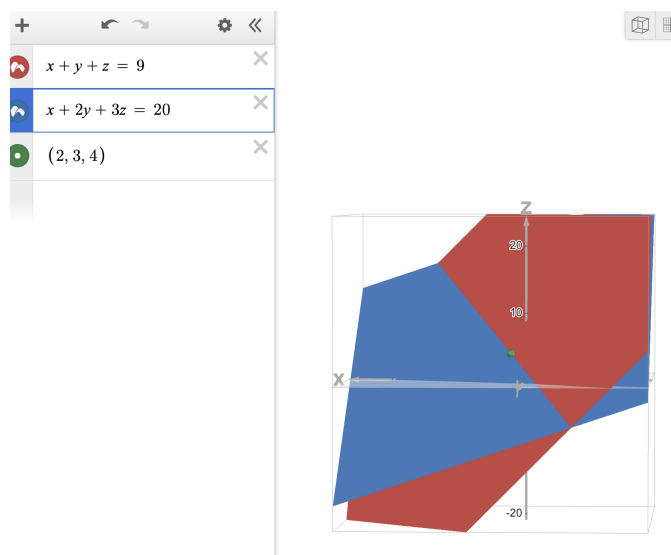 x + y + z = 9
x + 2y + 3z = 20
(2, 3, 4)
z
20
10
x
y
-20